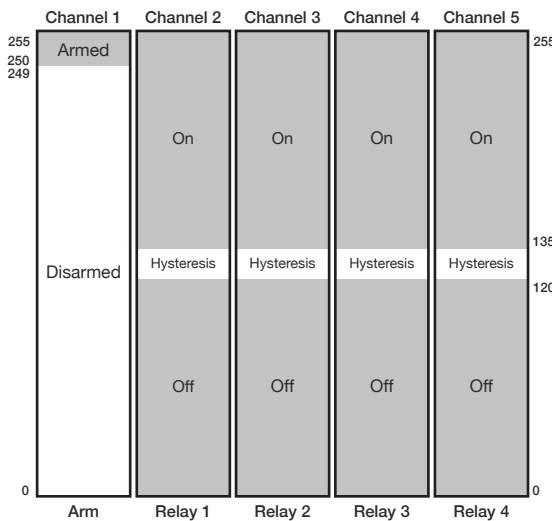 Channel 1 Channel 2 Channel 3 Channel 4 Channel 5
255 Armed 255
250
249
On On On On
135
Disarmed Hysteresis Hysteresis Hysteresis Hysteresis
120
Off Off Off Off
0 0
Arm Relay 1 Relay 2 Relay 3 Relay 4